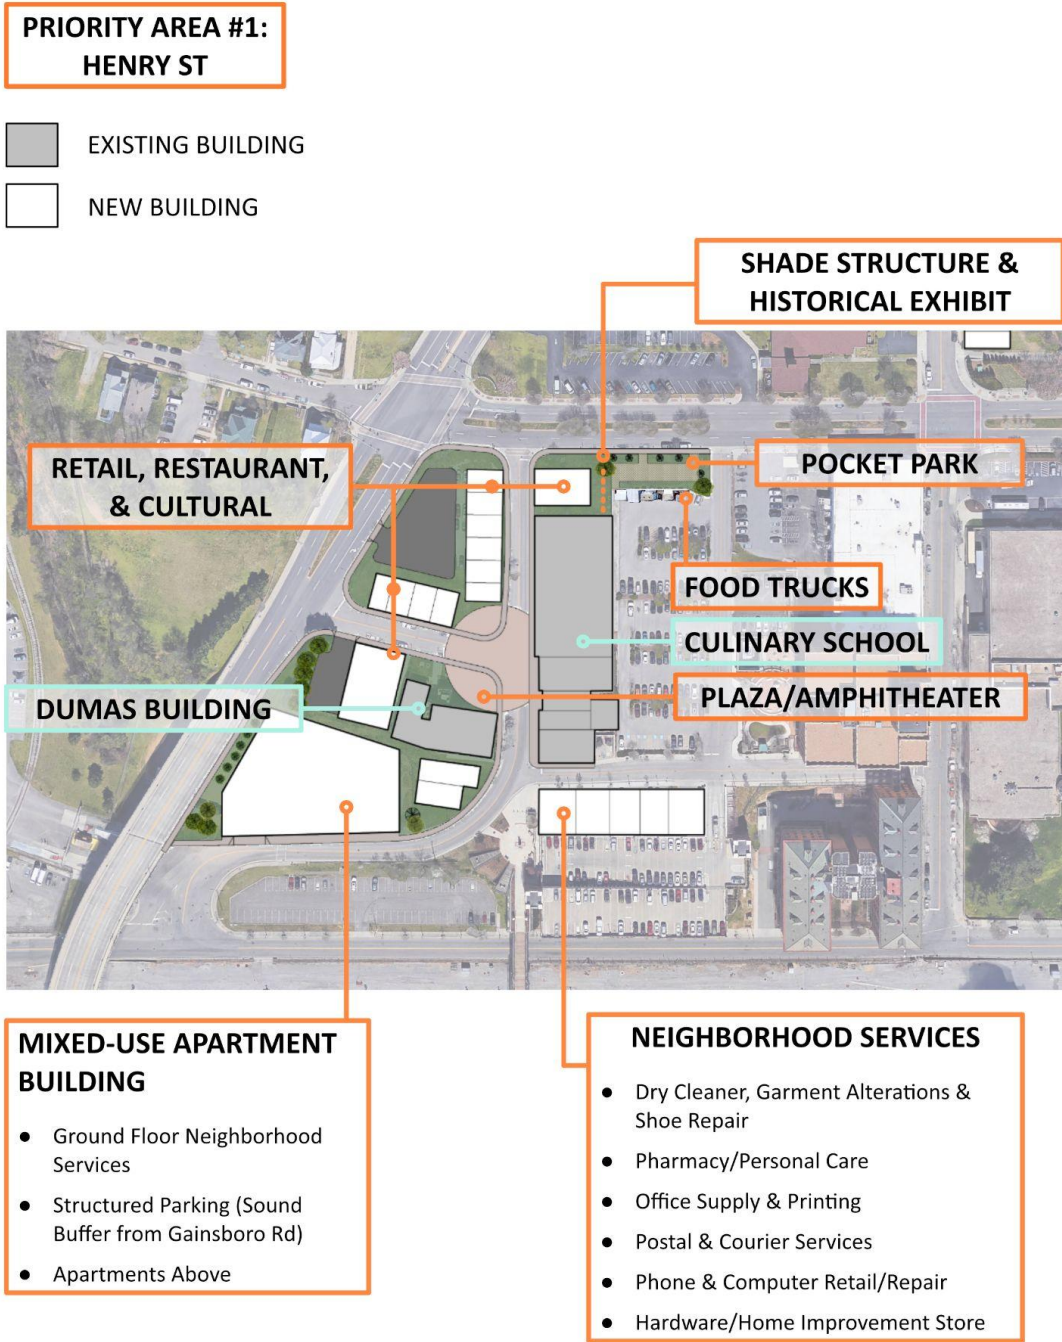 PRIORITY AREA #1:
HENRY ST
EXISTING BUILDING
NEW BUILDING
SHADE STRUCTURE &
HISTORICAL EXHIBIT
RETAIL, RESTAURANT,
& CULTURAL
POCKET PARK
FOOD TRUCKS
CULINARY SCHOOL
DUMAS BUILDING
PLAZA/AMPHITHEATER
MIXED-USE APARTMENT
BUILDING
● Ground Floor Neighborhood
Services
● Structured Parking (Sound
Buffer from Gainsboro Rd)
● Apartments Above
NEIGHBORHOOD SERVICES
● Dry Cleaner, Garment Alterations &
Shoe Repair
● Pharmacy/Personal Care
● Office Supply & Printing
● Postal & Courier Services
● Phone & Computer Retail/Repair
● Hardware/Home Improvement Store